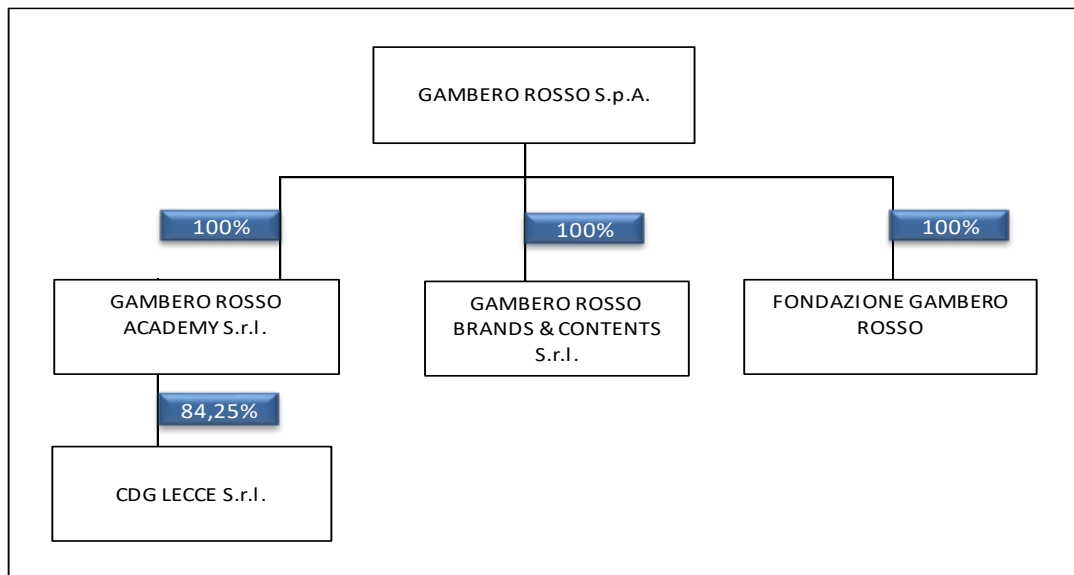 GAMBERO ROSSO S.p.A.
100%
100%
100%
GAMBERO ROSSO
ACADEMY S.r.l.
GAMBERO ROSSO
BRANDS & CONTENTS
S.r.l.
FONDAZIONE GAMBERO
ROSSO
84,25%
CDG LECCE S.r.l.